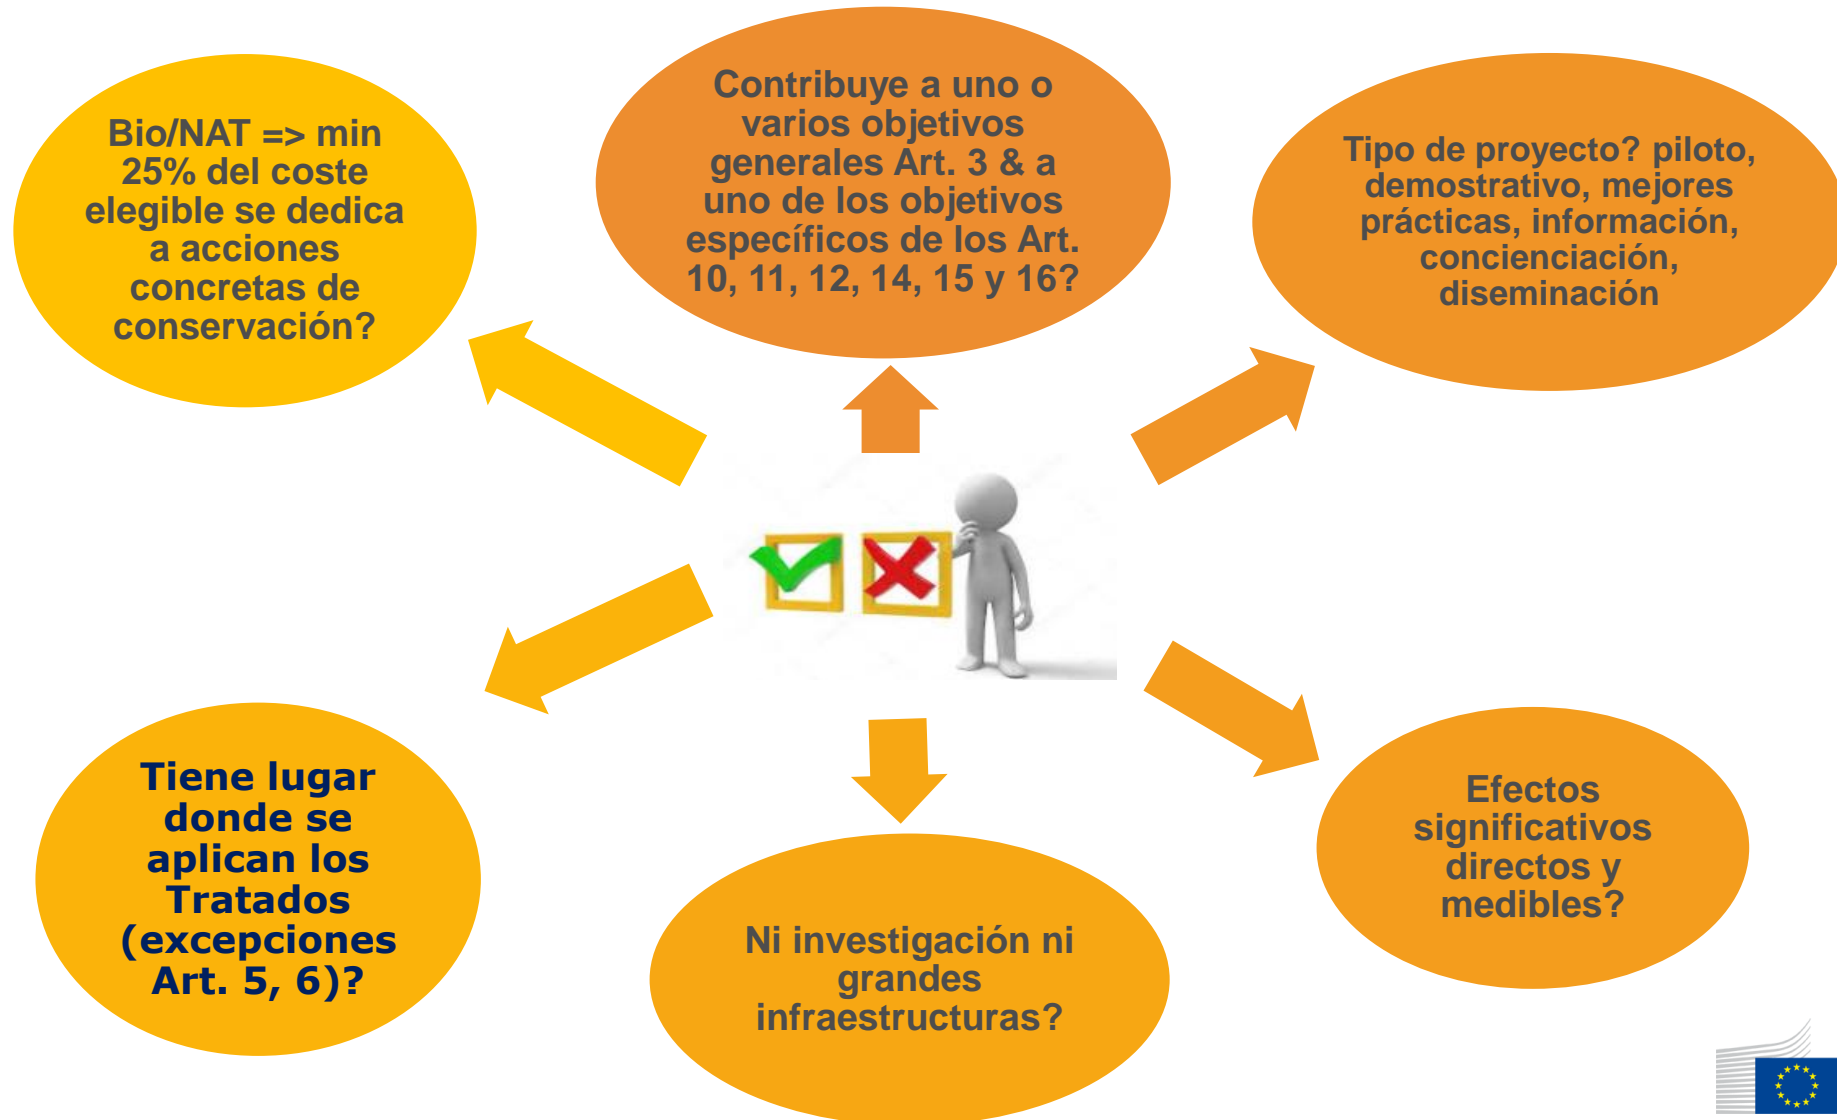 Bio/NAT => min
25% del coste
elegible se dedica
a acciones
concretas de
conservación?
Contribuye a uno o
varios objetivos
generales Art. 3 & a
uno de los objetivos
específicos de los Art.
10, 11, 12, 14, 15 y 16?
Tipo de proyecto? piloto,
demostrativo, mejores
prácticas, información,
concienciación,
diseminación
Tiene lugar
donde se
aplican los
Tratados
(excepciones
Art. 5, 6)?
Ni investigación ni
grandes
infraestructuras?
Efectos
significativos
directos y
medibles?